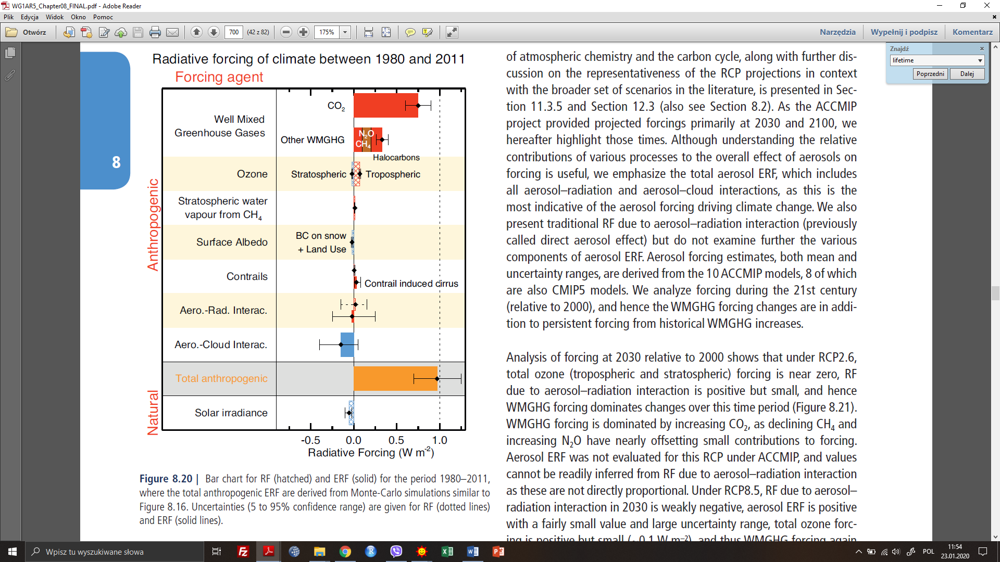 WG1AR5_Chapter08_FINAL.pdf - Adobe Reader
Plik Edycja Widok Okno Pomoc
Otwórz 700 (42 z 82) 175% Narzędzia Wypełnij i podpisz Komentarz
Znajdź
lifetime
Poprzedni Dalej
8
Radiative forcing of climate between 1980 and 2011
Forcing agent
Anthropogenic
Natural
CO2
Well Mixed
Greenhouse Gases
Other WMGHG
N2O
CH4
Halocarbons
Ozone
Stratospheric
Tropospheric
Stratospheric water
vapour from CH4
Surface Albedo
BC on snow
+ Land Use
Contrails
Contrail induced cirrus
Aero.-Rad. Interac.
Aero.-Cloud Interac.
Total anthropogenic
Solar irradiance
-0.5 0.0 0.5 1.0
Radiative Forcing (W m-2)
Figure 8.20 | Bar chart for RF (hatched) and ERF (solid) for the period 1980–2011,
where the total anthropogenic ERF are derived from Monte-Carlo simulations similar to
Figure 8.16. Uncertainties (5 to 95% confidence range) are given for RF (dotted lines)
and ERF (solid lines).
of atmospheric chemistry and the carbon cycle, along with further dis-
cussion on the representativeness of the RCP projections in context
with the broader set of scenarios in the literature, is presented in Sec-
tion 11.3.5 and Section 12.3 (also see Section 8.2). As the ACCMIP
project provided projected forcings primarily at 2030 and 2100, we
hereafter highlight those times. Although understanding the relative
contributions of various processes to the overall effect of aerosols on
forcing is useful, we emphasize the total aerosol ERF, which includes
all aerosol–radiation and aerosol–cloud interactions, as this is the
most indicative of the aerosol forcing driving climate change. We also
present traditional RF due to aerosol–radiation interaction (previously
called direct aerosol effect) but do not examine further the various
components of aerosol ERF. Aerosol forcing estimates, both mean and
uncertainty ranges, are derived from the 10 ACCMIP models, 8 of which
are also CMIP5 models. We analyze forcing during the 21st century
(relative to 2000), and hence the WMGHG forcing changes are in addi-
tion to persistent forcing from historical WMGHG increases.
Analysis of forcing at 2030 relative to 2000 shows that under RCP2.6,
total ozone (tropospheric and stratospheric) forcing is near zero, RF
due to aerosol–radiation interaction is positive but small, and hence
WMGHG forcing dominates changes over this time period (Figure 8.21).
WMGHG forcing is dominated by increasing CO2, as declining CH4 and
increasing N2O have nearly offsetting small contributions to forcing.
Aerosol ERF was not evaluated for this RCP under ACCMIP, and values
cannot be readily inferred from RF due to aerosol–radiation interaction
as these are not directly proportional. Under RCP8.5, RF due to aerosol–
radiation interaction in 2030 is weakly negative, aerosol ERF is positive
with a fairly small value and large uncertainty range, total ozone forc-
ing is positive but small (~0.1 W m–2), and thus WMGHG forcing again
Wpisz tu wyszukiwane słowa
POL
11:54
23.01.2020